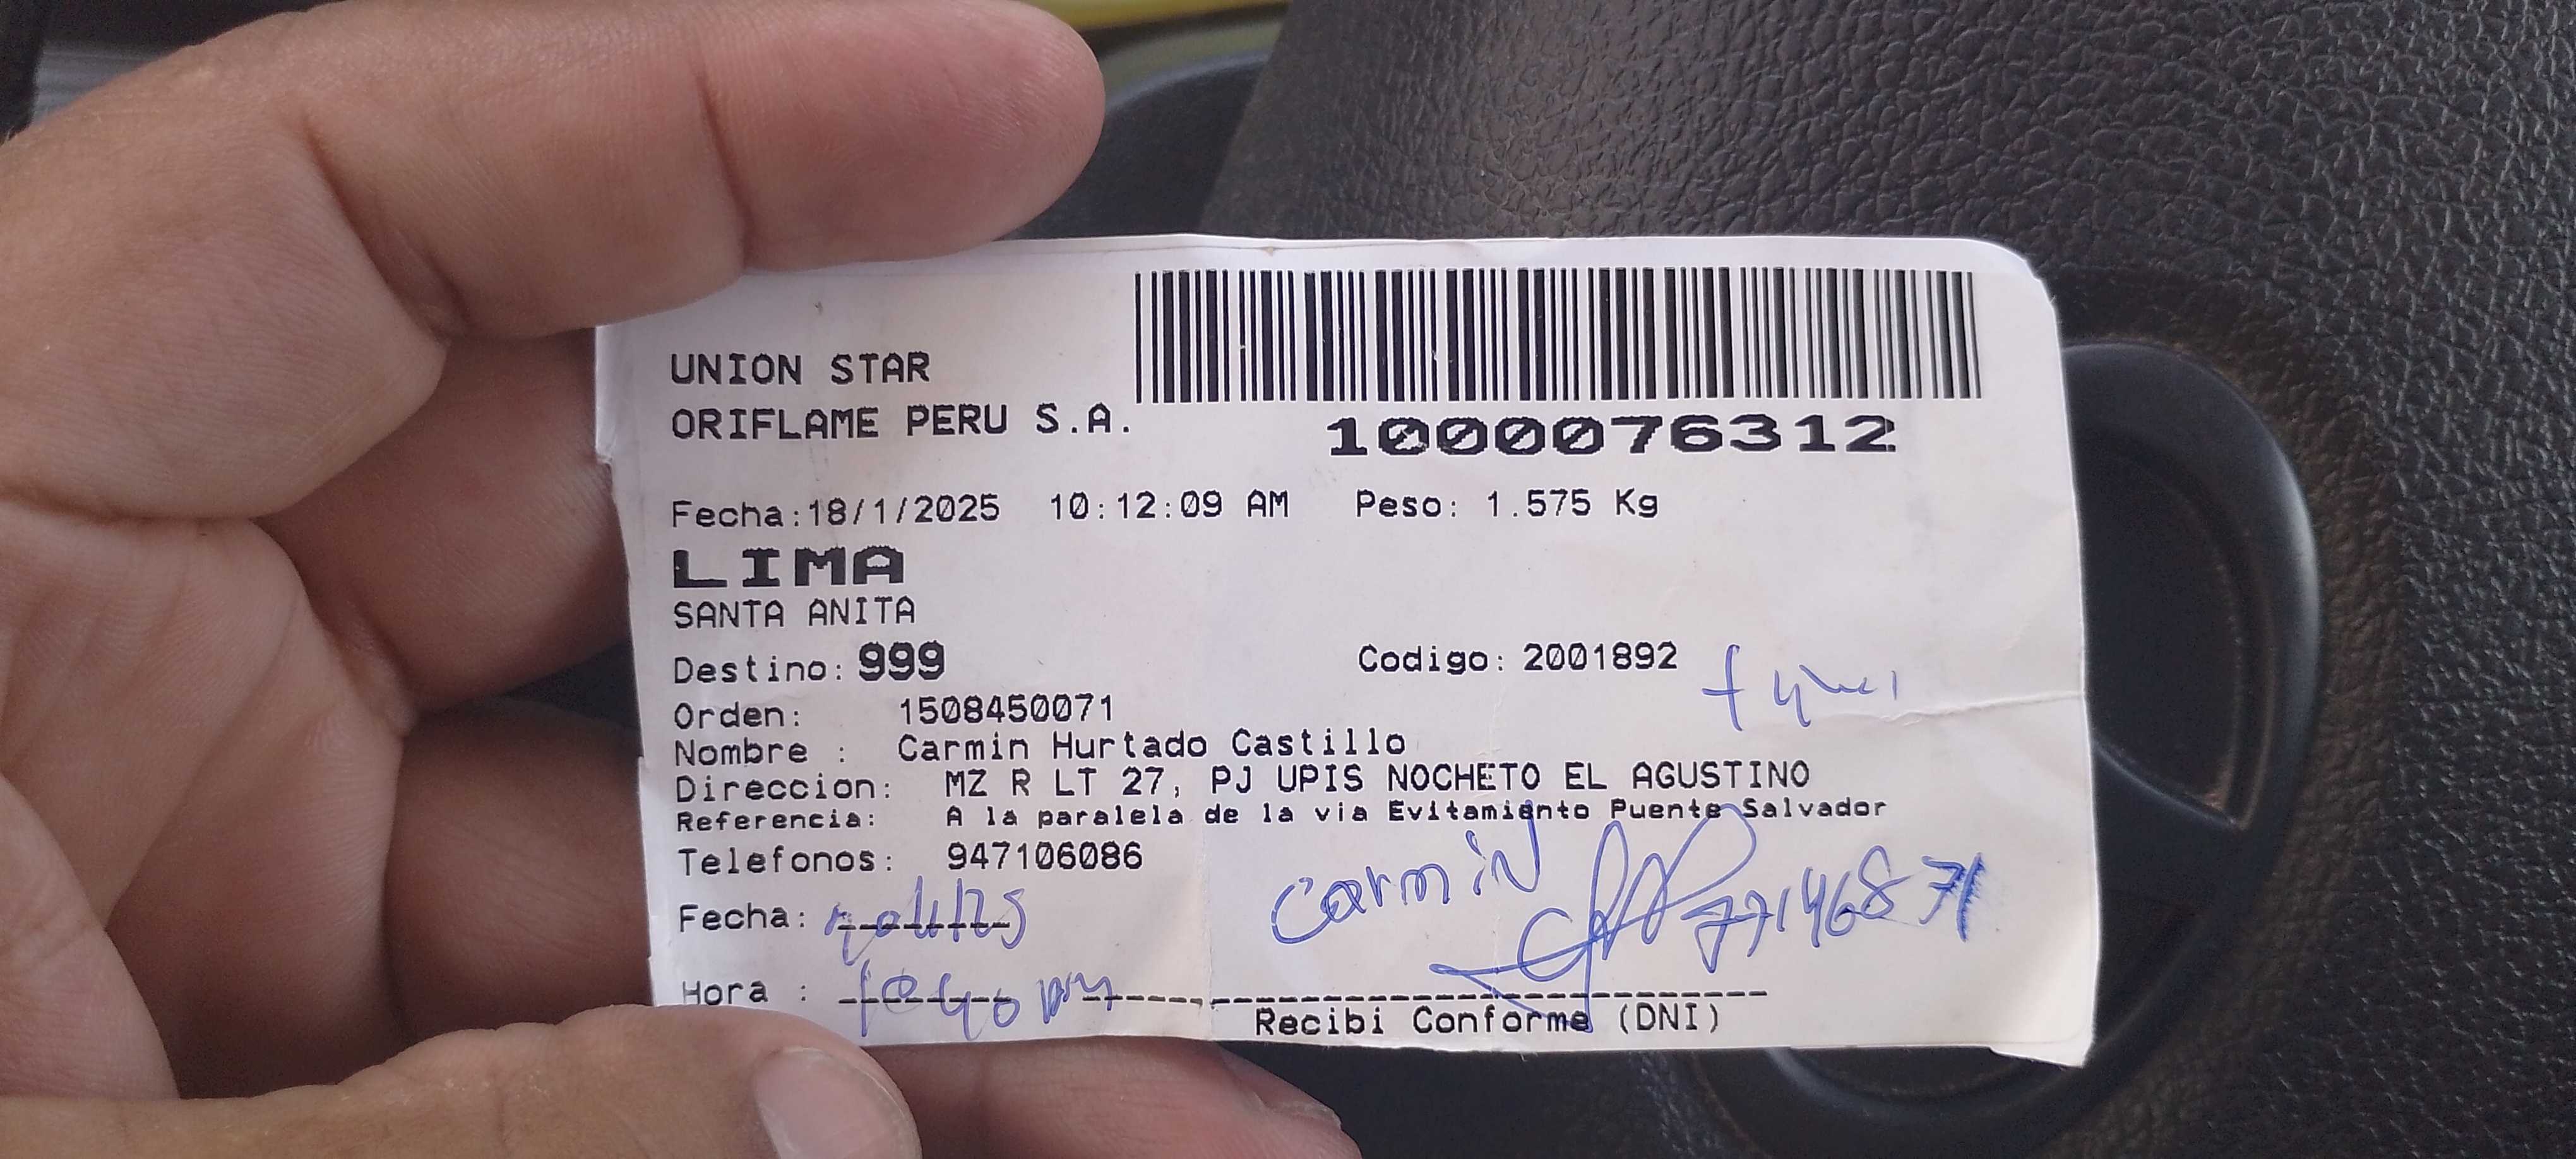 UNION STAR
ORIFLAME PERU S.A.
1000076312
Fecha:18/1/2025 10:12:09 AM Peso: 1.575 Kg
LIMA
SANTA ANITA
Destino: 999 Codigo: 2001892
Orden: 1508450071
Nombre : Carmin Hurtado Castillo
Direccion: MZ R LT 27, PJ UPIS NOCHETO EL AGUSTINO
Referencia: A la paralela de la via Evitamiento Puente Salvador
Telefonos: 947106086
Carmin 77146871
Fecha:
Hora :
Recibi Conforme (DNI)